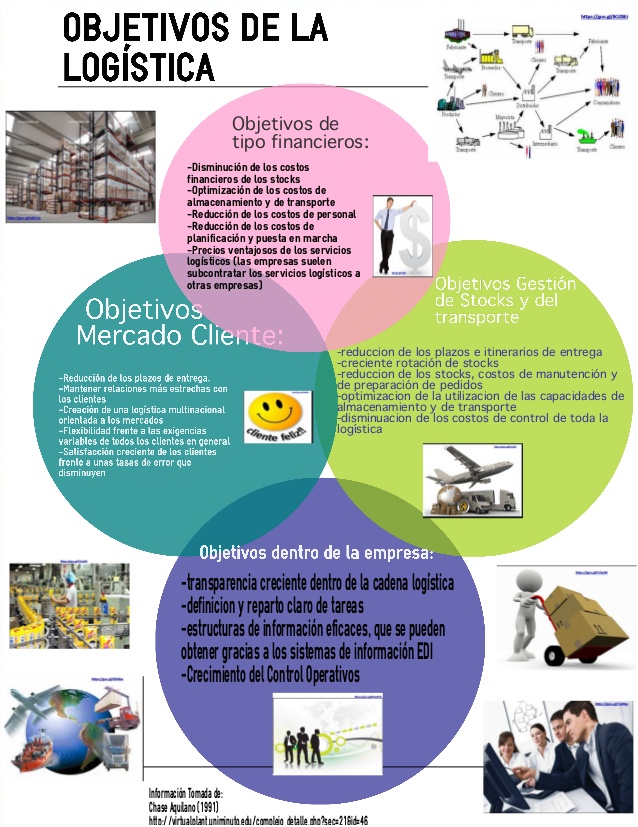 OBJETIVOS DE LA
LOGÍSTICA
Fabricante
Transporte
Fabricante
Proveedor
Clientes
Transporte
Transporte
Clientes
Distribuidor
Consumidores
Productor
Mayorista
Transporte
Intermediario
Transporte
Clientes
Objetivos de
tipo financieros:
-Disminución de los costos
financieros de los stocks
-Optimización de los costos de
almacenamiento y de transporte
-Reducción de los costos de personal
-Reducción de los costos de
planificación y puesta en marcha
-Precios ventajosos de los servicios
logísticos (las empresas suelen
subcontratar los servicios logísticos a
otras empresas)
Objetivos
Mercado Cliente:
-Reducción de los plazos de entrega.
-Mantener relaciones más estrechas con
los clientes
-Creación de una logística multinacional
orientada a los mercados
-Flexibilidad frente a las exigencias
variables de todos los clientes en general
-Satisfacción creciente de los clientes
frente a unas tasas de error que
disminuyen
cliente feliz!!
Objetivos Gestión
de Stocks y del
transporte
-reduccion de los plazos e itinerarios de entrega
-creciente rotación de stocks
-reduccion de los stocks, costos de manutención y
de preparación de pedidos
-optimizacion de la utilizacion de las capacidades de
almacenamiento y de transporte
-disminuacion de los costos de control de toda la
logística
Objetivos dentro de la empresa:
-transparencia creciente dentro de la cadena logística
-definicion y reparto claro de tareas
-estructuras de información eficaces, que se pueden
obtener gracias a los sistemas de información EDI
-Crecimiento del Control Operativos
Información Tomada de:
Chase Aquilano (1991)
http://virtualplant.uniminuto.edu/complejo_detalle.php?sec=21&id=46